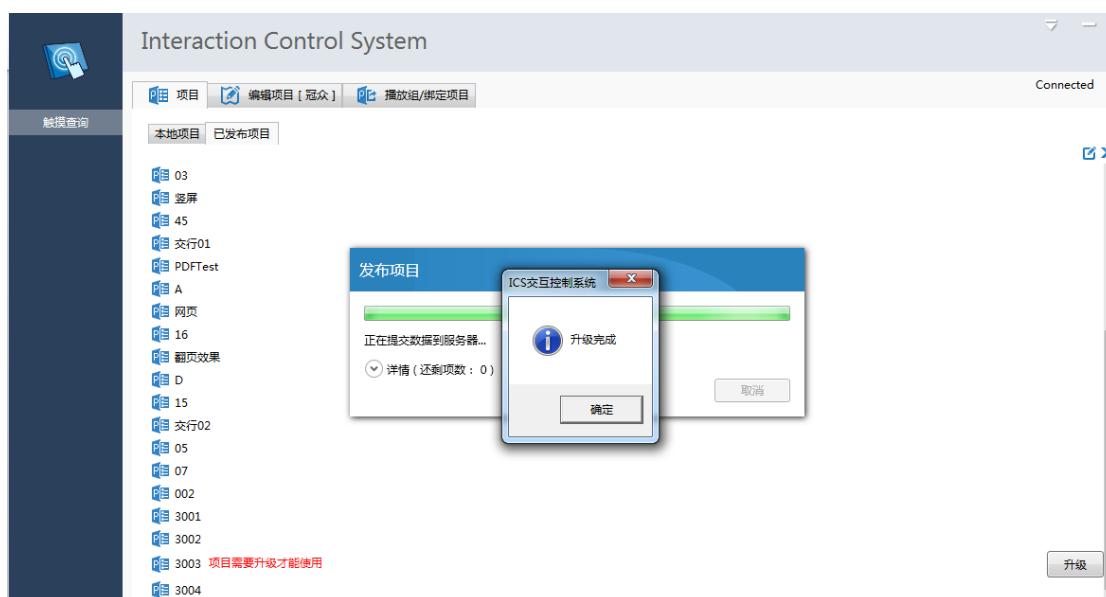 Interaction Control System
Connected
项目 编辑项目 [ 冠众 ] 播放组/绑定项目
触摸查询
本地项目 已发布项目
03
竖屏
45
交行01
PDFTest
A
网页
16
翻页效果
D
15
交行02
05
07
002
3001
3002
3003 项目需要升级才能使用
升级
3004
发布项目
正在提交数据到服务器...
详情 ( 还剩项数： 0 )
取消
ICS交互控制系统
升级完成
确定